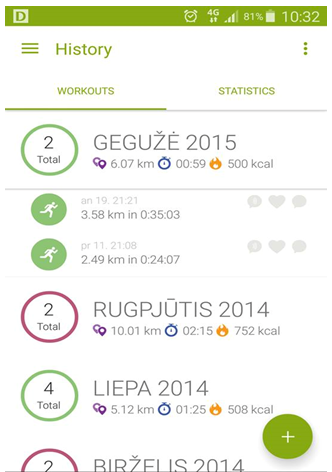 D 4G 81% 10:32
History
WORKOUTS STATISTICS
2 Total
GEGUŽĖ 2015
6.07 km 00:59 500 kcal
an 19. 21:21
3.58 km in 0:35:03
0
pr 11. 21:08
2.49 km in 0:24:07
0
2 Total
RUGPJŪTIS 2014
10.01 km 02:15 752 kcal
4 Total
LIEPA 2014
5.12 km 01:25 508 kcal
+
2
BIRŽELIS 2014